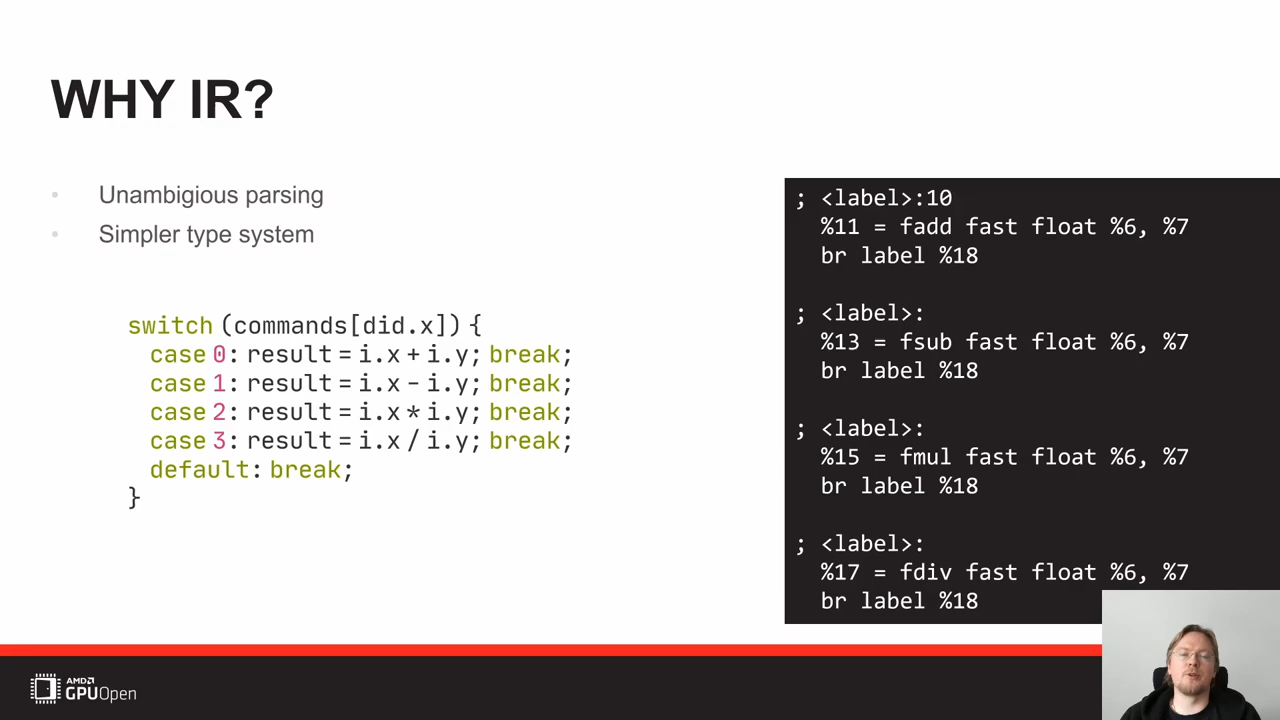 WHY IR?
• Unambigious parsing
• Simpler type system
switch (commands[did.x]) {
  case 0: result = i.x + i.y; break;
  case 1: result = i.x - i.y; break;
  case 2: result = i.x * i.y; break;
  case 3: result = i.x / i.y; break;
  default: break;
}
; <label>:10
  %11 = fadd fast float %6, %7
  br label %18
; <label>:
  %13 = fsub fast float %6, %7
  br label %18
; <label>:
  %15 = fmul fast float %6, %7
  br label %18
; <label>:
  %17 = fdiv fast float %6, %7
  br label %18
AMD
GPUOpen